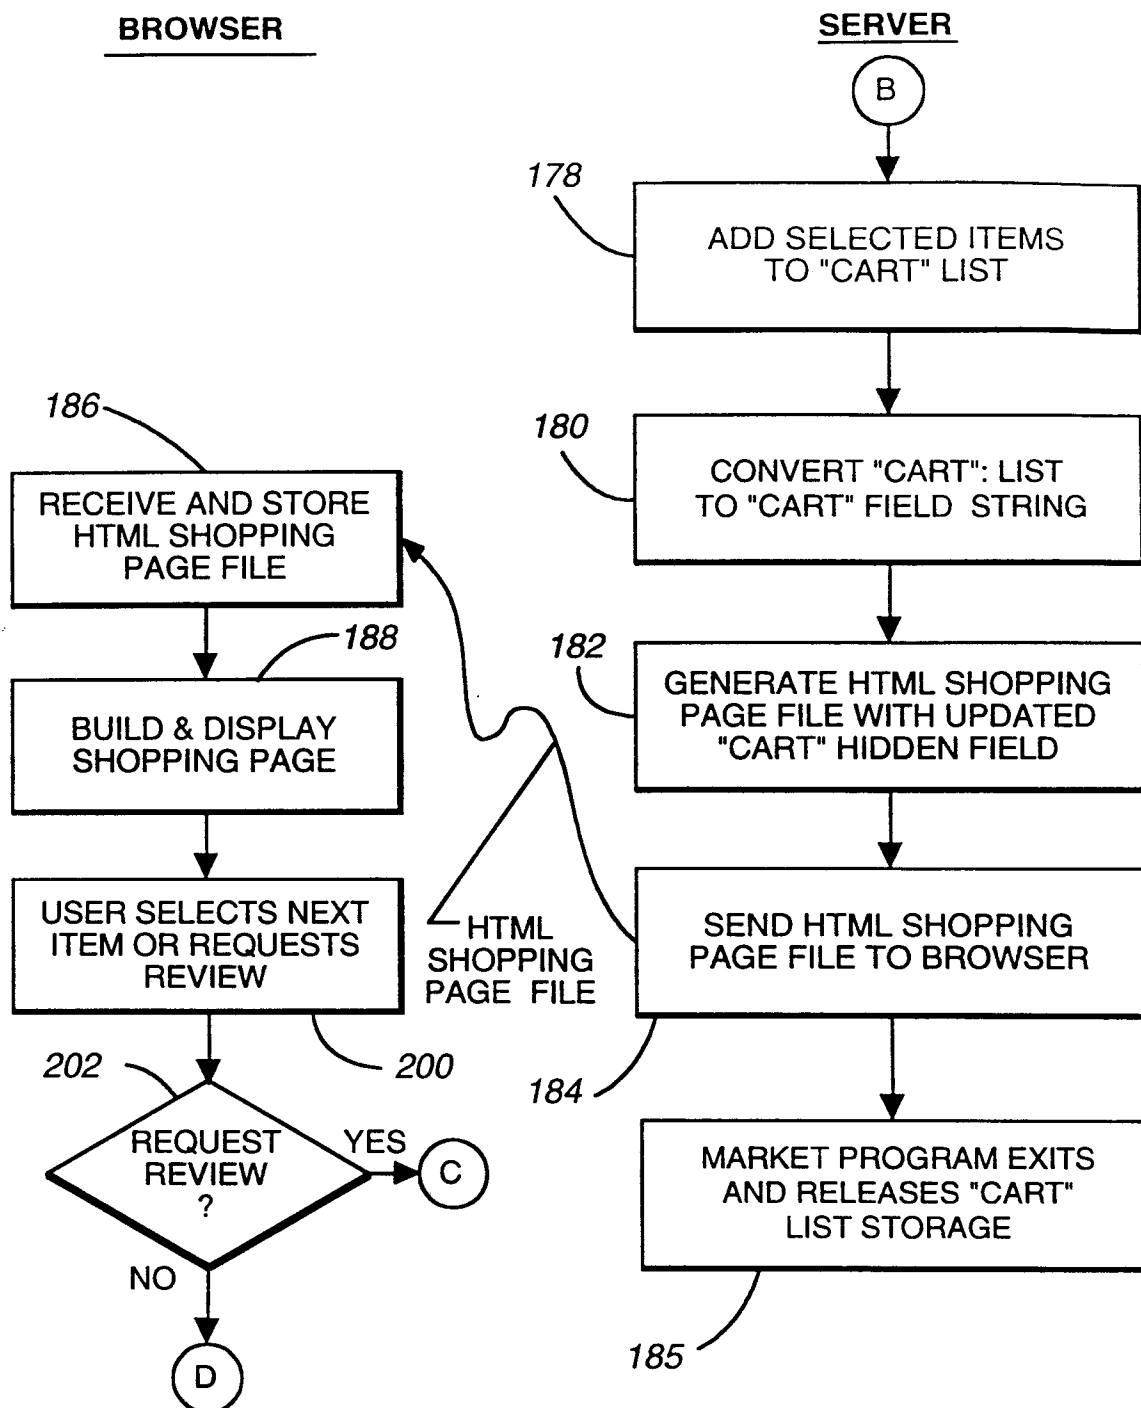 BROWSER
SERVER
B
178
ADD SELECTED ITEMS
TO "CART" LIST
180
CONVERT "CART": LIST
TO "CART" FIELD STRING
186
RECEIVE AND STORE
HTML SHOPPING
PAGE FILE
182
GENERATE HTML SHOPPING
PAGE FILE WITH UPDATED
"CART" HIDDEN FIELD
188
BUILD & DISPLAY
SHOPPING PAGE
USER SELECTS NEXT
ITEM OR REQUESTS
REVIEW
200
HTML
SHOPPING
PAGE FILE
SEND HTML SHOPPING
PAGE FILE TO BROWSER
184
202
REQUEST
REVIEW
?
YES
C
NO
D
MARKET PROGRAM EXITS
AND RELEASES "CART"
LIST STORAGE
185